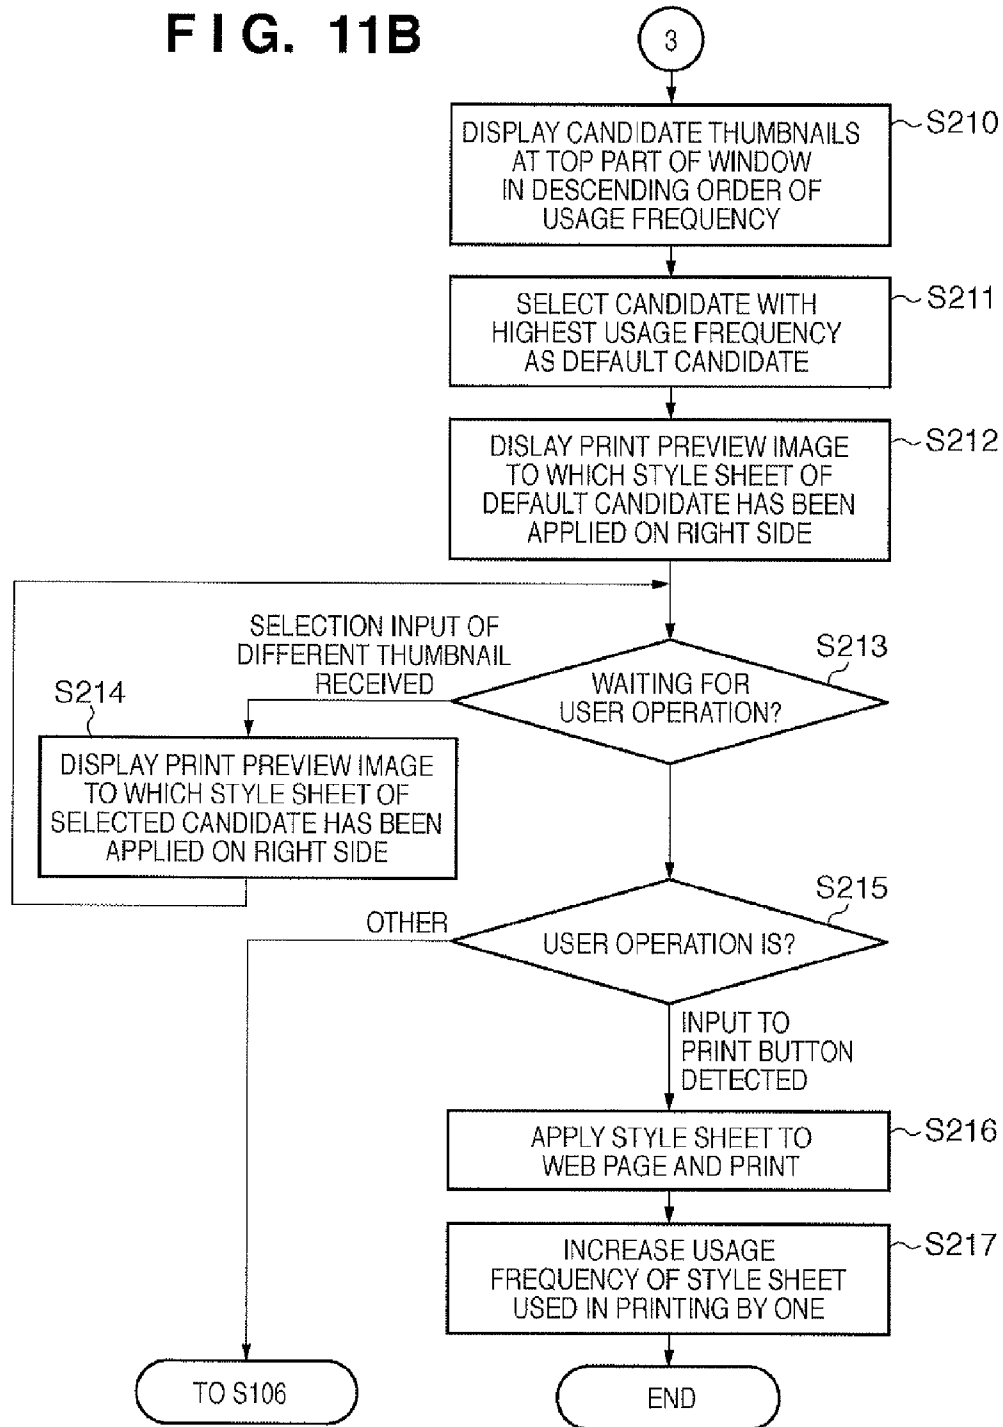 FIG. 11B
3
DISPLAY CANDIDATE THUMBNAILS
AT TOP PART OF WINDOW
IN DESCENDING ORDER OF
USAGE FREQUENCY
S210
SELECT CANDIDATE WITH
HIGHEST USAGE FREQUENCY
AS DEFAULT CANDIDATE
S211
DISLAY PRINT PREVIEW IMAGE
TO WHICH STYLE SHEET OF
DEFAULT CANDIDATE HAS BEEN
APPLIED ON RIGHT SIDE
S212
SELECTION INPUT OF
DIFFERENT THUMBNAIL
RECEIVED
S213
WAITING FOR
USER OPERATION?
S214
DISPLAY PRINT PREVIEW IMAGE
TO WHICH STYLE SHEET OF
SELECTED CANDIDATE HAS BEEN
APPLIED ON RIGHT SIDE
S215
OTHER
USER OPERATION IS?
INPUT TO
PRINT BUTTON
DETECTED
APPLY STYLE SHEET TO
WEB PAGE AND PRINT
S216
INCREASE USAGE
FREQUENCY OF STYLE SHEET
USED IN PRINTING BY ONE
S217
TO S106
END